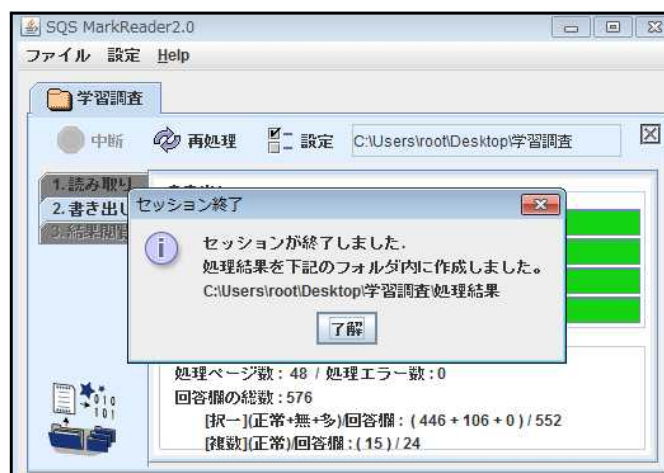 SQS MarkReader2.0
ファイル 設定 Help
学習調査
中断 再処理 設定 C:\Users\root\Desktop\学習調査
1.読み取り
2.書き出し
3.結果閲覧
セッション終了
セッションが終了しました.
処理結果を下記のフォルダ内に作成しました。
C:\Users\root\Desktop\学習調査\処理結果
了解
処理ページ数 : 48 / 処理エラー数 : 0
回答欄の総数 : 576
[択一](正常+無+多)/回答欄 : ( 446 + 106 + 0 ) / 552
[複数](正常)/回答欄 : ( 15 ) / 24
010
101